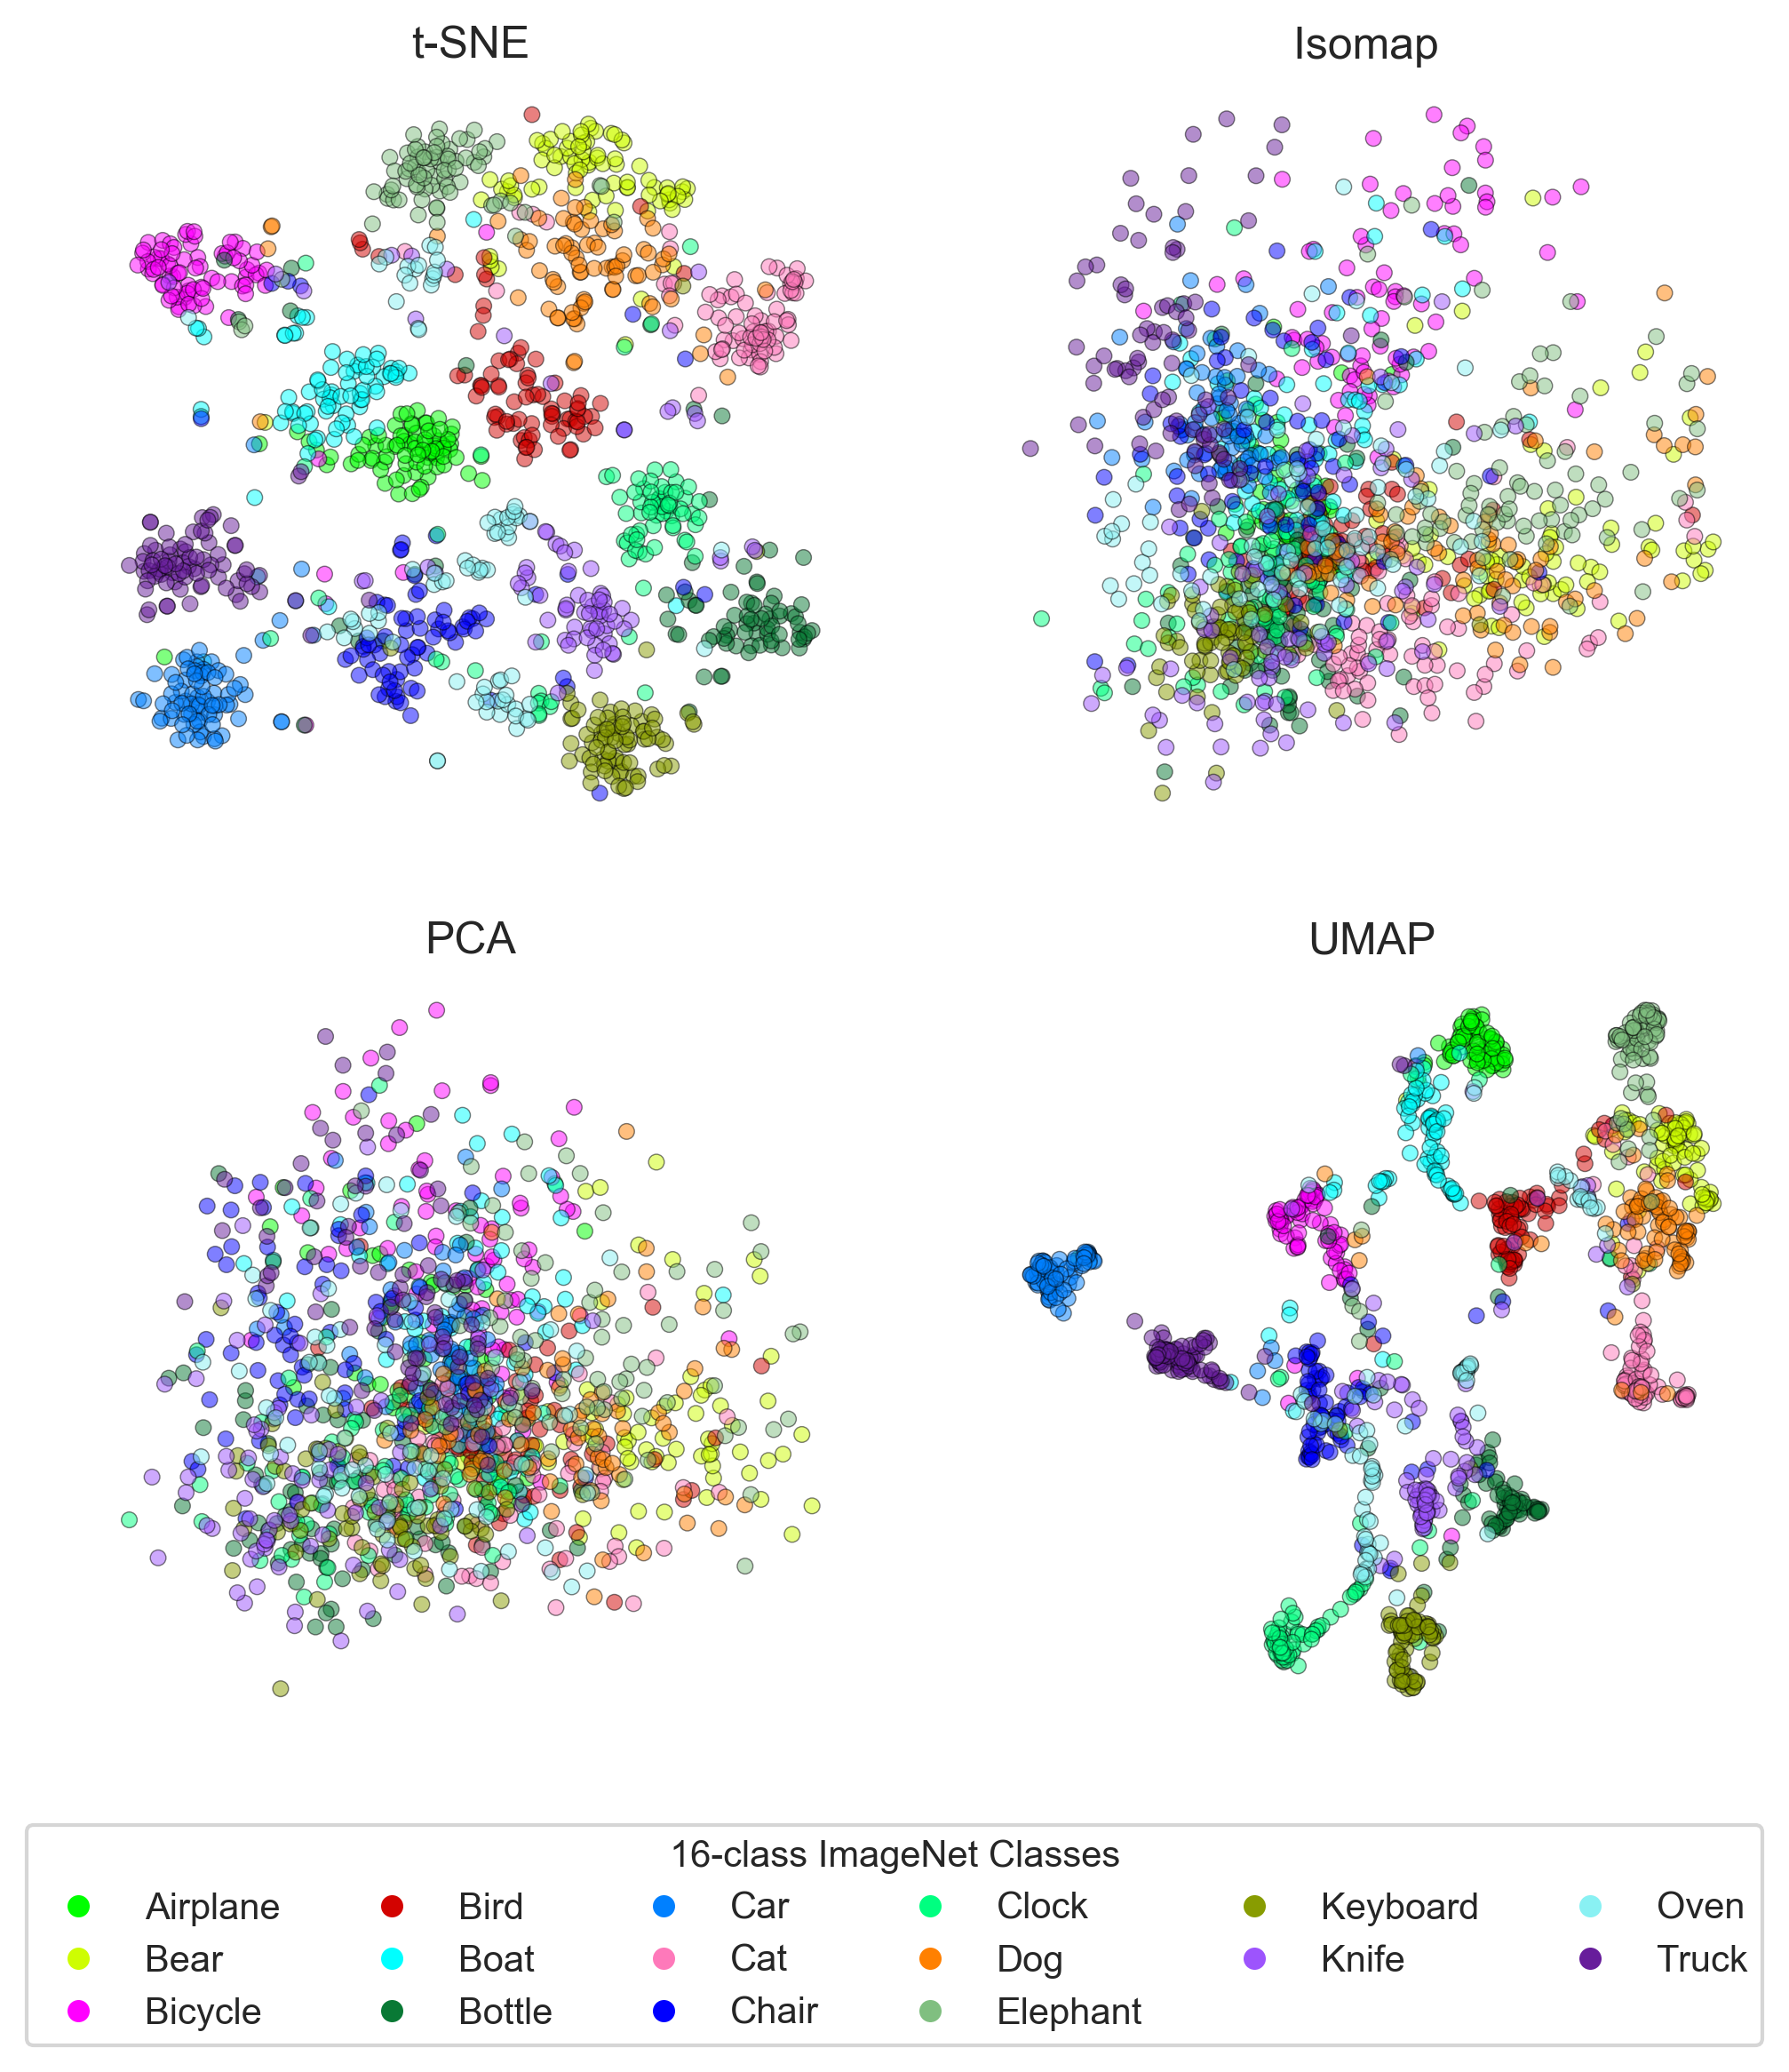 t-SNE
Isomap
PCA
UMAP
16-class ImageNet Classes
Airplane Bird Car Clock Keyboard Oven
Bear Boat Cat Dog Knife Truck
Bicycle Bottle Chair Elephant